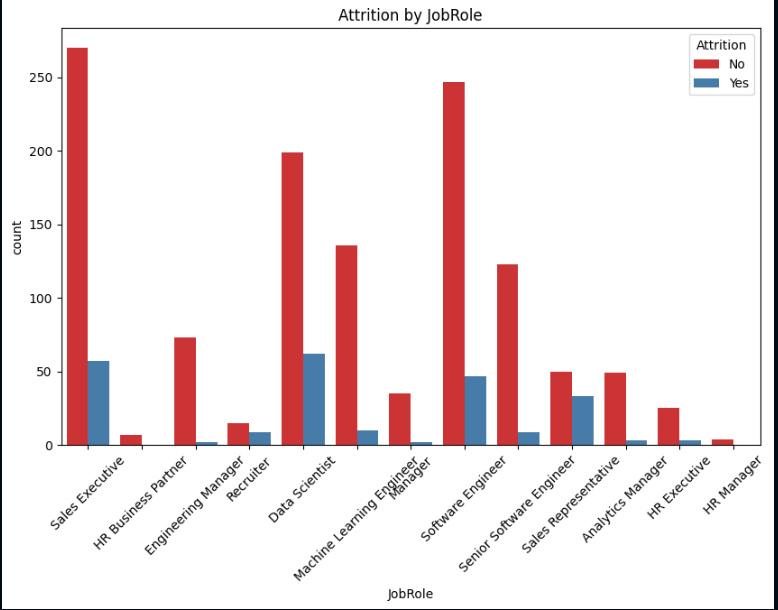 Attrition by JobRole
Attrition
No
Yes
count
250
200
150
100
50
0
Sales Executive
HR Business Partner
Engineering Manager
Recruiter
Data Scientist
Machine Learning Engineer
Manager
Software Engineer
Senior Software Engineer
Sales Representative
Analytics Manager
HR Executive
HR Manager
JobRole